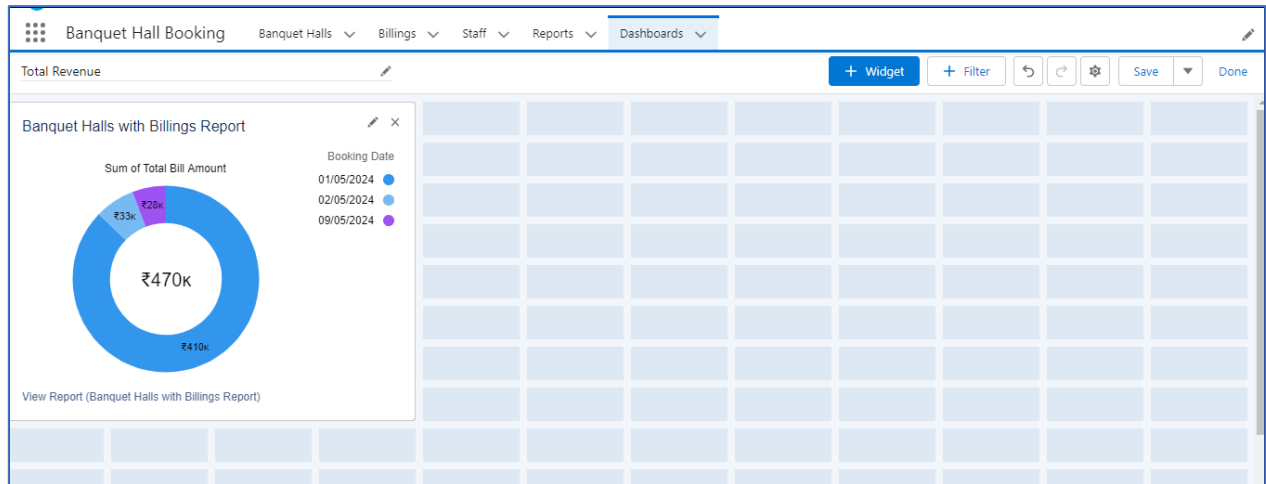 Banquet Hall Booking Banquet Halls Billings Staff Reports Dashboards
Total Revenue + Widget + Filter Save Done
Banquet Halls with Billings Report
Sum of Total Bill Amount
Booking Date
01/05/2024
02/05/2024
09/05/2024
₹33K
₹28K
₹470K
₹410K
View Report (Banquet Halls with Billings Report)